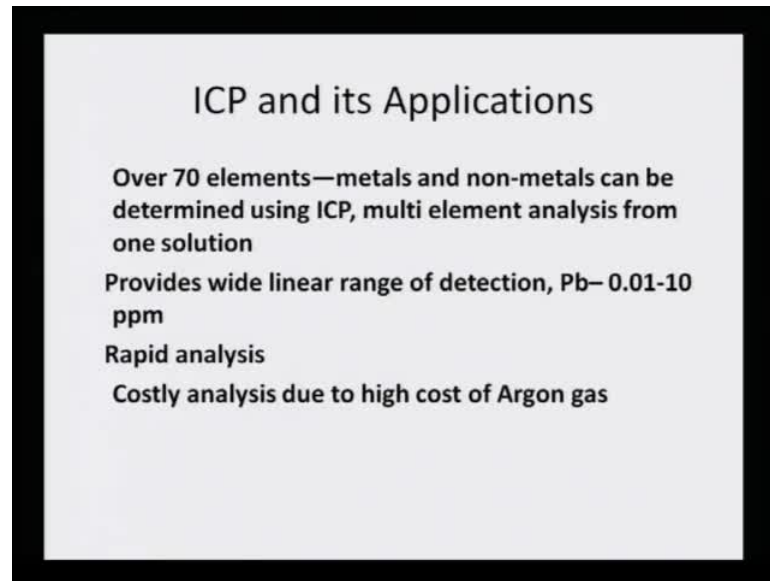 ICP and its Applications
Over 70 elements—metals and non-metals can be
determined using ICP, multi element analysis from
one solution
Provides wide linear range of detection, Pb– 0.01-10
ppm
Rapid analysis
Costly analysis due to high cost of Argon gas